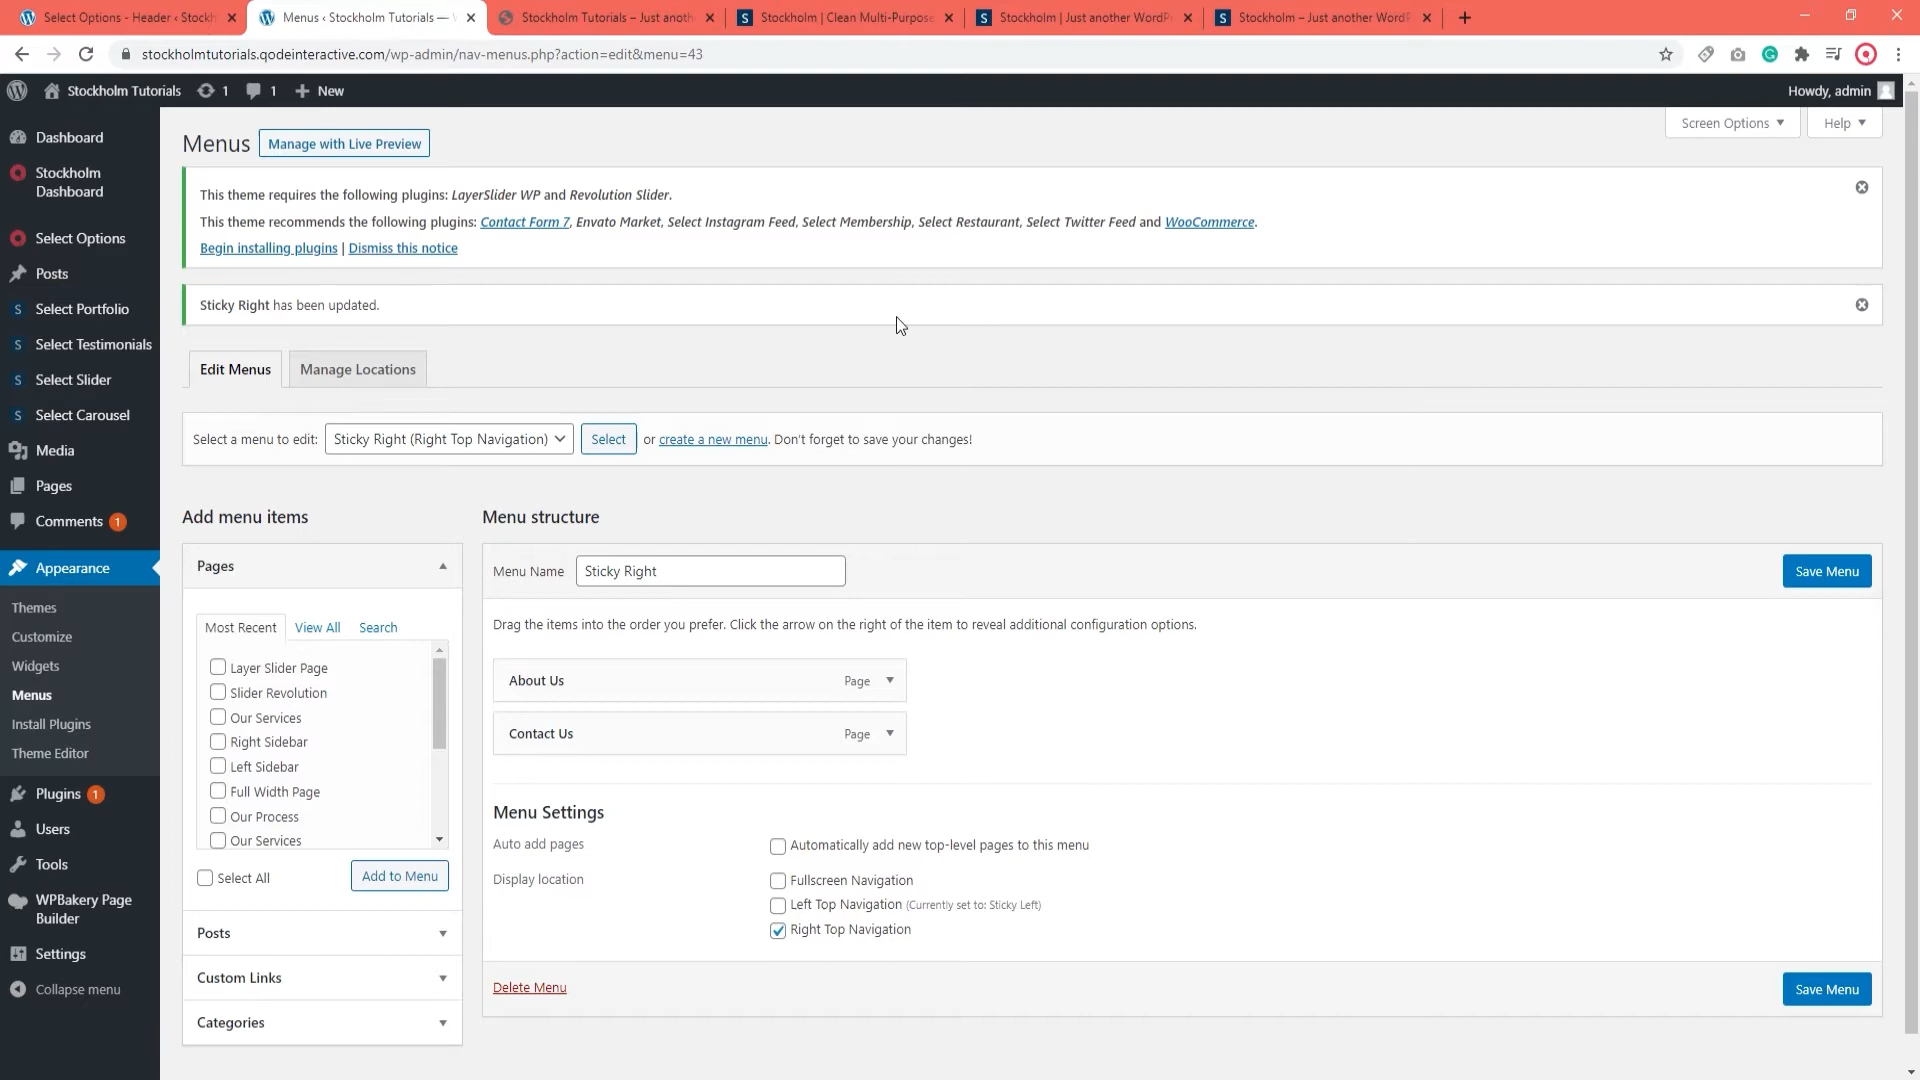 Select Options - Header ‹ Stockh
Menus ‹ Stockholm Tutorials — W
Stockholm Tutorials – Just anoth
Stockholm | Clean Multi-Purpose
Stockholm | Just another WordPr
Stockholm – Just another WordP
stockholmtutorials.qodeinteractive.com/wp-admin/nav-menus.php?action=edit&menu=43
Stockholm Tutorials 1 1 New Howdy, admin
Dashboard
Stockholm
Dashboard
Select Options
Posts
S Select Portfolio
S Select Testimonials
S Select Slider
S Select Carousel
Media
Pages
Comments 1
Appearance
Themes
Customize
Widgets
Menus
Install Plugins
Theme Editor
Plugins 1
Users
Tools
WPBakery Page
Builder
Settings
Collapse menu
Screen Options Help
Menus Manage with Live Preview
This theme requires the following plugins: LayerSlider WP and Revolution Slider.
This theme recommends the following plugins: Contact Form 7, Envato Market, Select Instagram Feed, Select Membership, Select Restaurant, Select Twitter Feed and WooCommerce.
Begin installing plugins | Dismiss this notice
Sticky Right has been updated.
Edit Menus Manage Locations
Select a menu to edit: Sticky Right (Right Top Navigation) Select or create a new menu. Don't forget to save your changes!
Add menu items
Pages
Most Recent View All Search
Layer Slider Page
Slider Revolution
Our Services
Right Sidebar
Left Sidebar
Full Width Page
Our Process
Our Services
Select All Add to Menu
Posts
Custom Links
Categories
Menu structure
Menu Name Sticky Right Save Menu
Drag the items into the order you prefer. Click the arrow on the right of the item to reveal additional configuration options.
About Us Page
Contact Us Page
Menu Settings
Auto add pages Automatically add new top-level pages to this menu
Display location Fullscreen Navigation
Left Top Navigation (Currently set to: Sticky Left)
Right Top Navigation
Delete Menu Save Menu